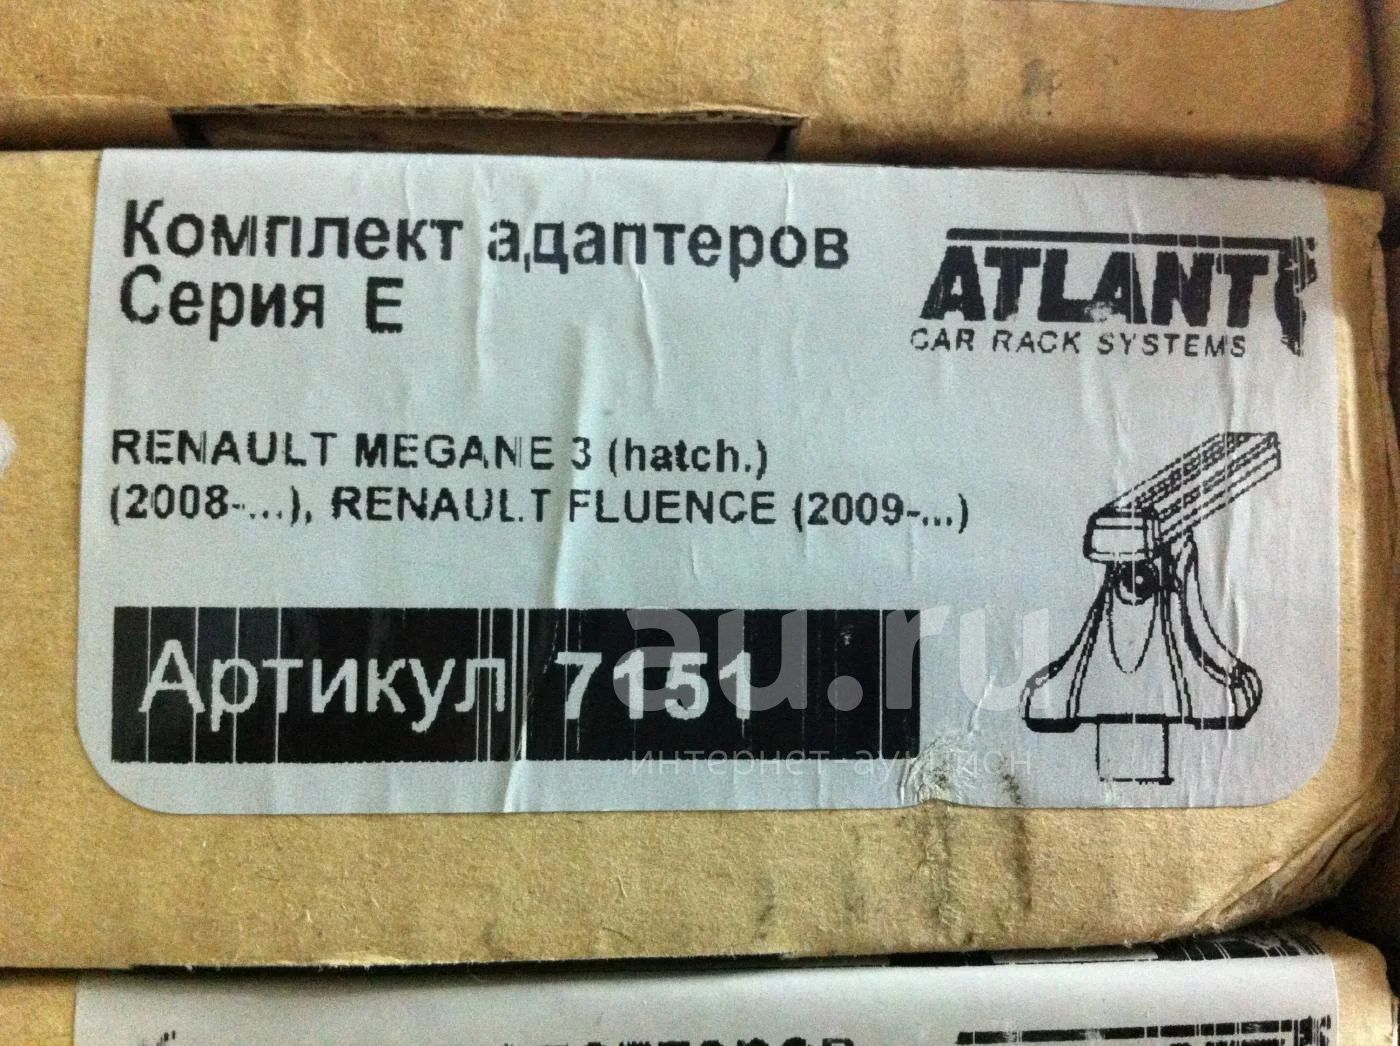 Комплект адаптеров
Серия E
ATLANT
CAR RACK SYSTEMS
RENAULT MEGANE 3 (hatch.)
(2008-...), RENAULT FLUENCE (2009-...)
Артикул 7151
au.ru
интернет-аукцион